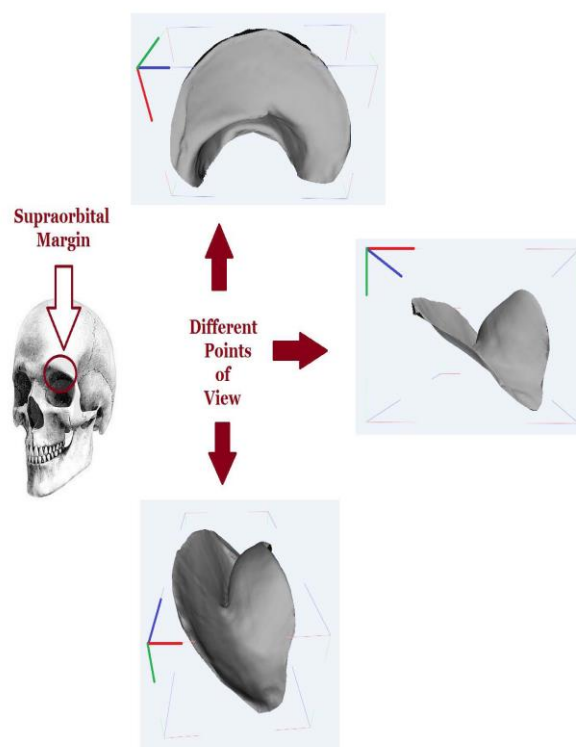 Supraorbital
Margin
Different
Points
of
View